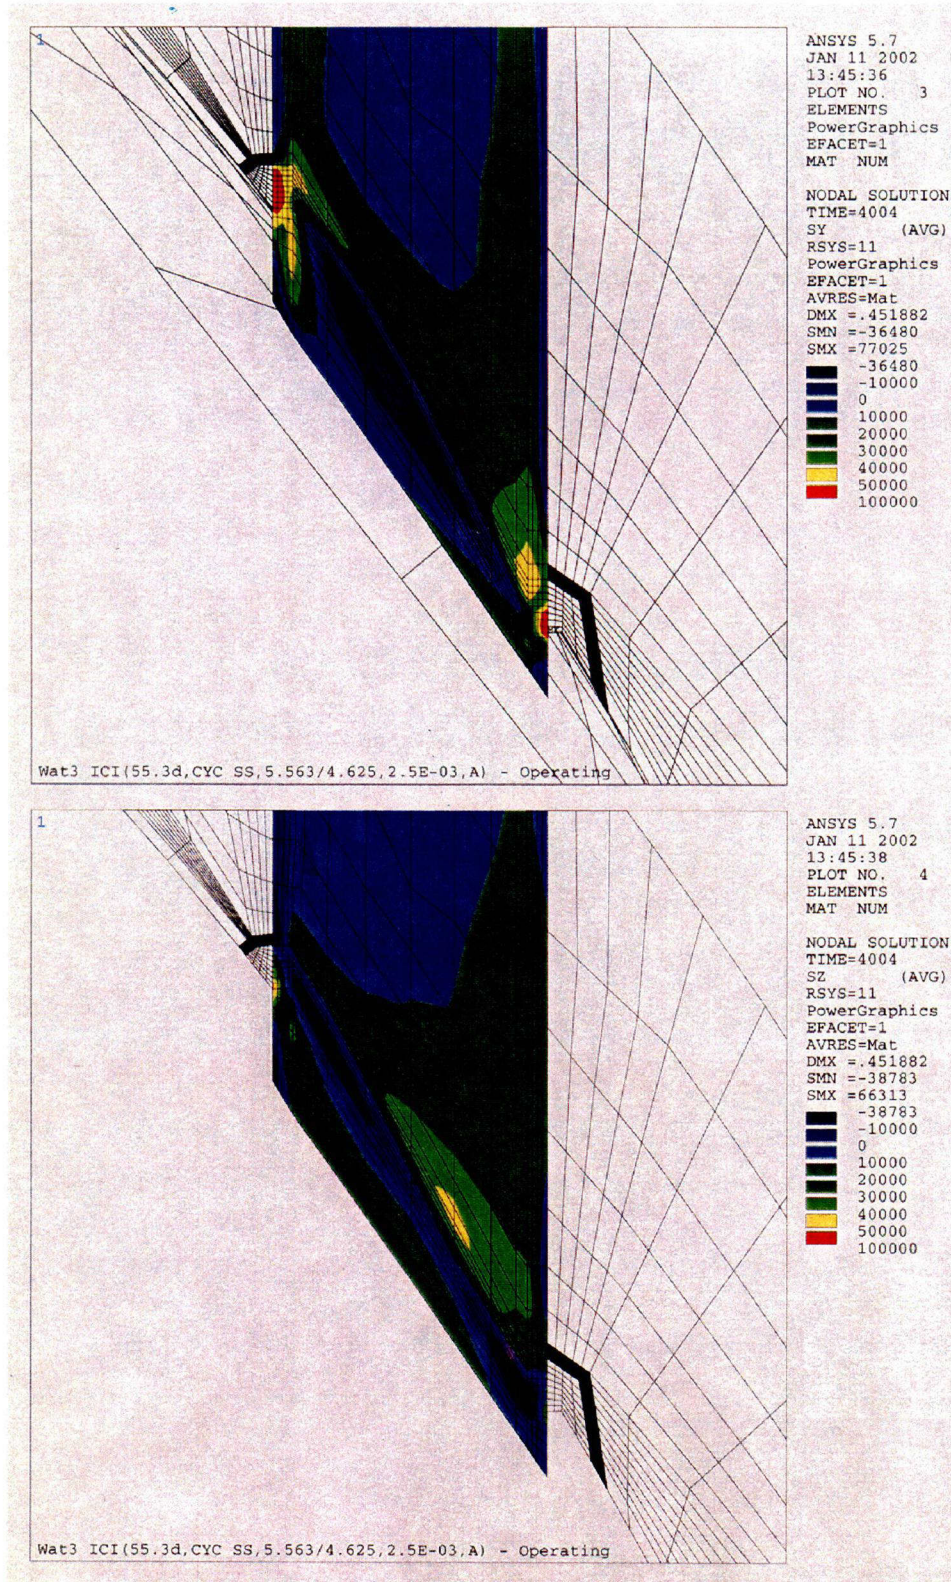 1
ANSYS 5.7
JAN 11 2002
13:45:36
PLOT NO. 3
ELEMENTS
PowerGraphics
EFACET=1
MAT NUM
NODAL SOLUTION
TIME=4004
SY (AVG)
RSYS=11
PowerGraphics
EFACET=1
AVRES=Mat
DMX =.451882
SMN =-36480
SMX =77025
-36480
-10000
0
10000
20000
30000
40000
50000
100000
Wat3 ICI(55.3d,CYC SS,5.563/4.625,2.5E-03,A) - Operating
1
ANSYS 5.7
JAN 11 2002
13:45:38
PLOT NO. 4
ELEMENTS
MAT NUM
NODAL SOLUTION
TIME=4004
SZ (AVG)
RSYS=11
PowerGraphics
EFACET=1
AVRES=Mat
DMX =.451882
SMN =-38783
SMX =66313
-38783
-10000
0
10000
20000
30000
40000
50000
100000
Wat3 ICI(55.3d,CYC SS,5.563/4.625,2.5E-03,A) - Operating